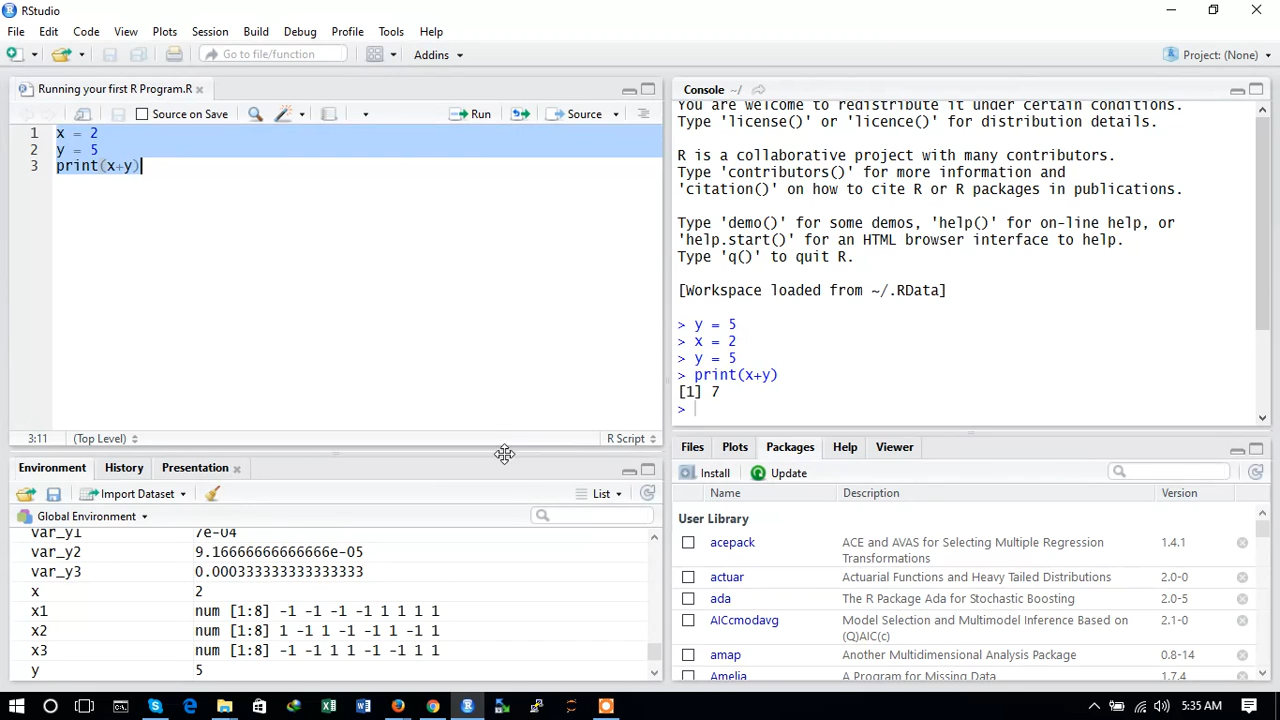 RStudio
File Edit Code View Plots Session Build Debug Profile Tools Help
Go to file/function Addins Project: (None)
Running your first R Program.R
Source on Save Run Source
1 x = 2
2 y = 5
3 print(x+y)
3:11 (Top Level) R Script
Console ~/
You are welcome to redistribute it under certain conditions.
Type 'license()' or 'licence()' for distribution details.
R is a collaborative project with many contributors.
Type 'contributors()' for more information and
'citation()' on how to cite R or R packages in publications.
Type 'demo()' for some demos, 'help()' for on-line help, or
'help.start()' for an HTML browser interface to help.
Type 'q()' to quit R.
[Workspace loaded from ~/.RData]
> y = 5
> x = 2
> y = 5
> print(x+y)
[1] 7
>
Environment History Presentation
Import Dataset List
Global Environment
var_y1 7e-04
var_y2 9.16666666666666e-05
var_y3 0.000333333333333333
x 2
x1 num [1:8] -1 -1 -1 -1 1 1 1 1
x2 num [1:8] 1 -1 1 -1 -1 1 -1 1
x3 num [1:8] -1 -1 1 1 -1 -1 1 1
y 5
Files Plots Packages Help Viewer
Install Update
Name Description Version
User Library
acepack ACE and AVAS for Selecting Multiple Regression 1.4.1
Transformations
actuar Actuarial Functions and Heavy Tailed Distributions 2.0-0
ada The R Package Ada for Stochastic Boosting 2.0-5
AICcmodavg Model Selection and Multimodel Inference Based on 2.1-0
(Q)AIC(c)
amap Another Multidimensional Analysis Package 0.8-14
Amelia A Program for Missing Data 1.7.4
5:35 AM